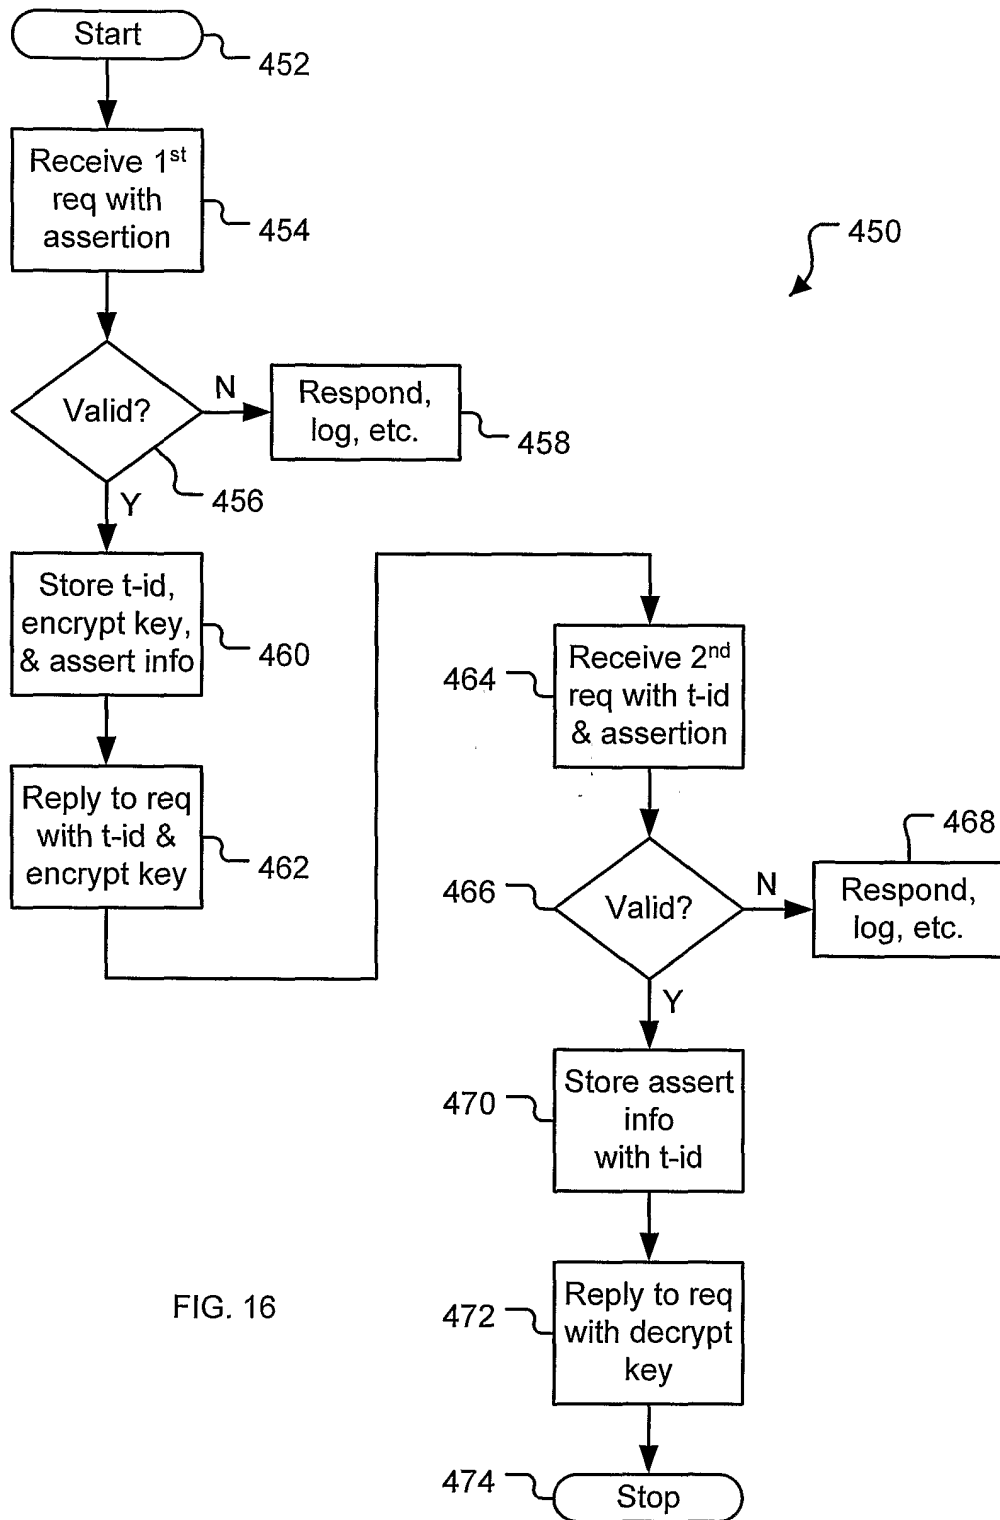 Start
452
Receive 1st
req with
assertion
454
450
Valid?
N
Respond,
log, etc.
458
456
Y
Store t-id,
encrypt key,
& assert info
460
Reply to req
with t-id &
encrypt key
462
Receive 2nd
req with t-id
& assertion
464
Valid?
466
N
Respond,
log, etc.
468
Y
Store assert
info
with t-id
470
Reply to req
with decrypt
key
472
Stop
474
FIG. 16